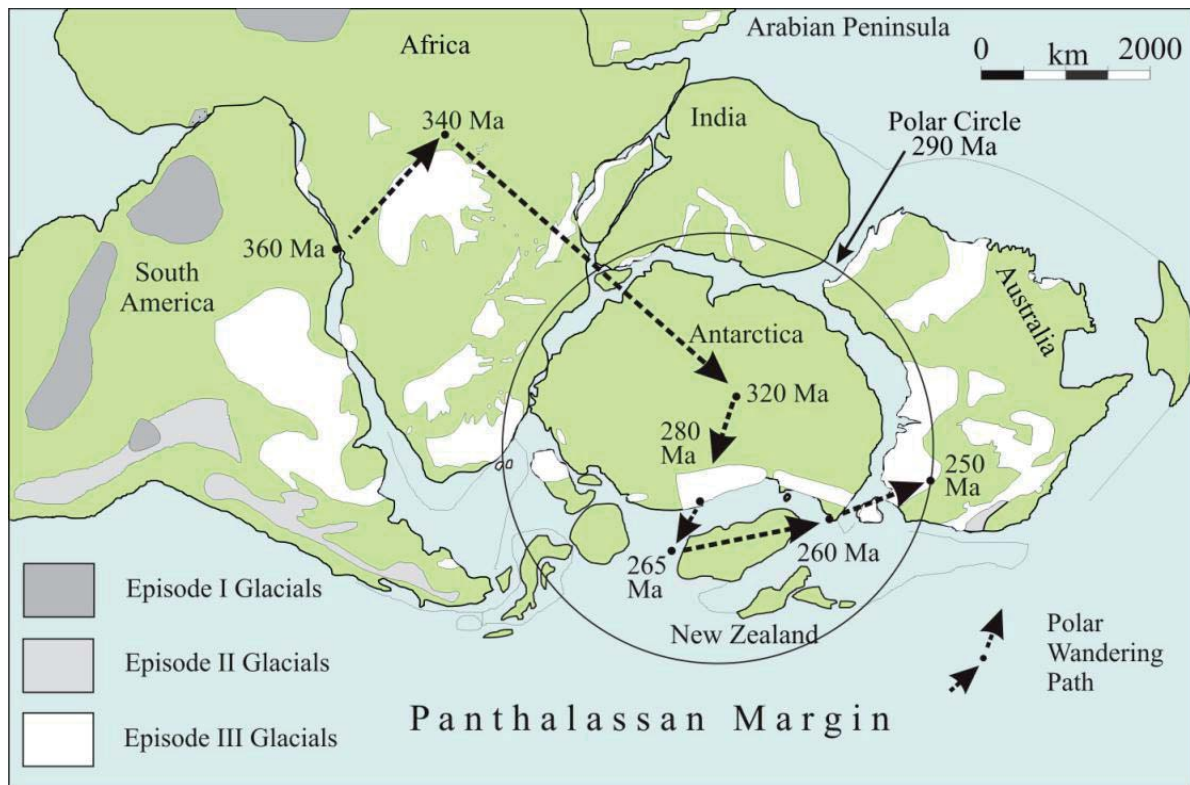 Africa
Arabian Peninsula
0 km 2000
340 Ma
India
Polar Circle
290 Ma
360 Ma
South
America
Australia
Antarctica
320 Ma
280
Ma
250
Ma
265
Ma
260 Ma
New Zealand
Episode I Glacials
Episode II Glacials
Episode III Glacials
Polar
Wandering
Path
Panthalassan Margin